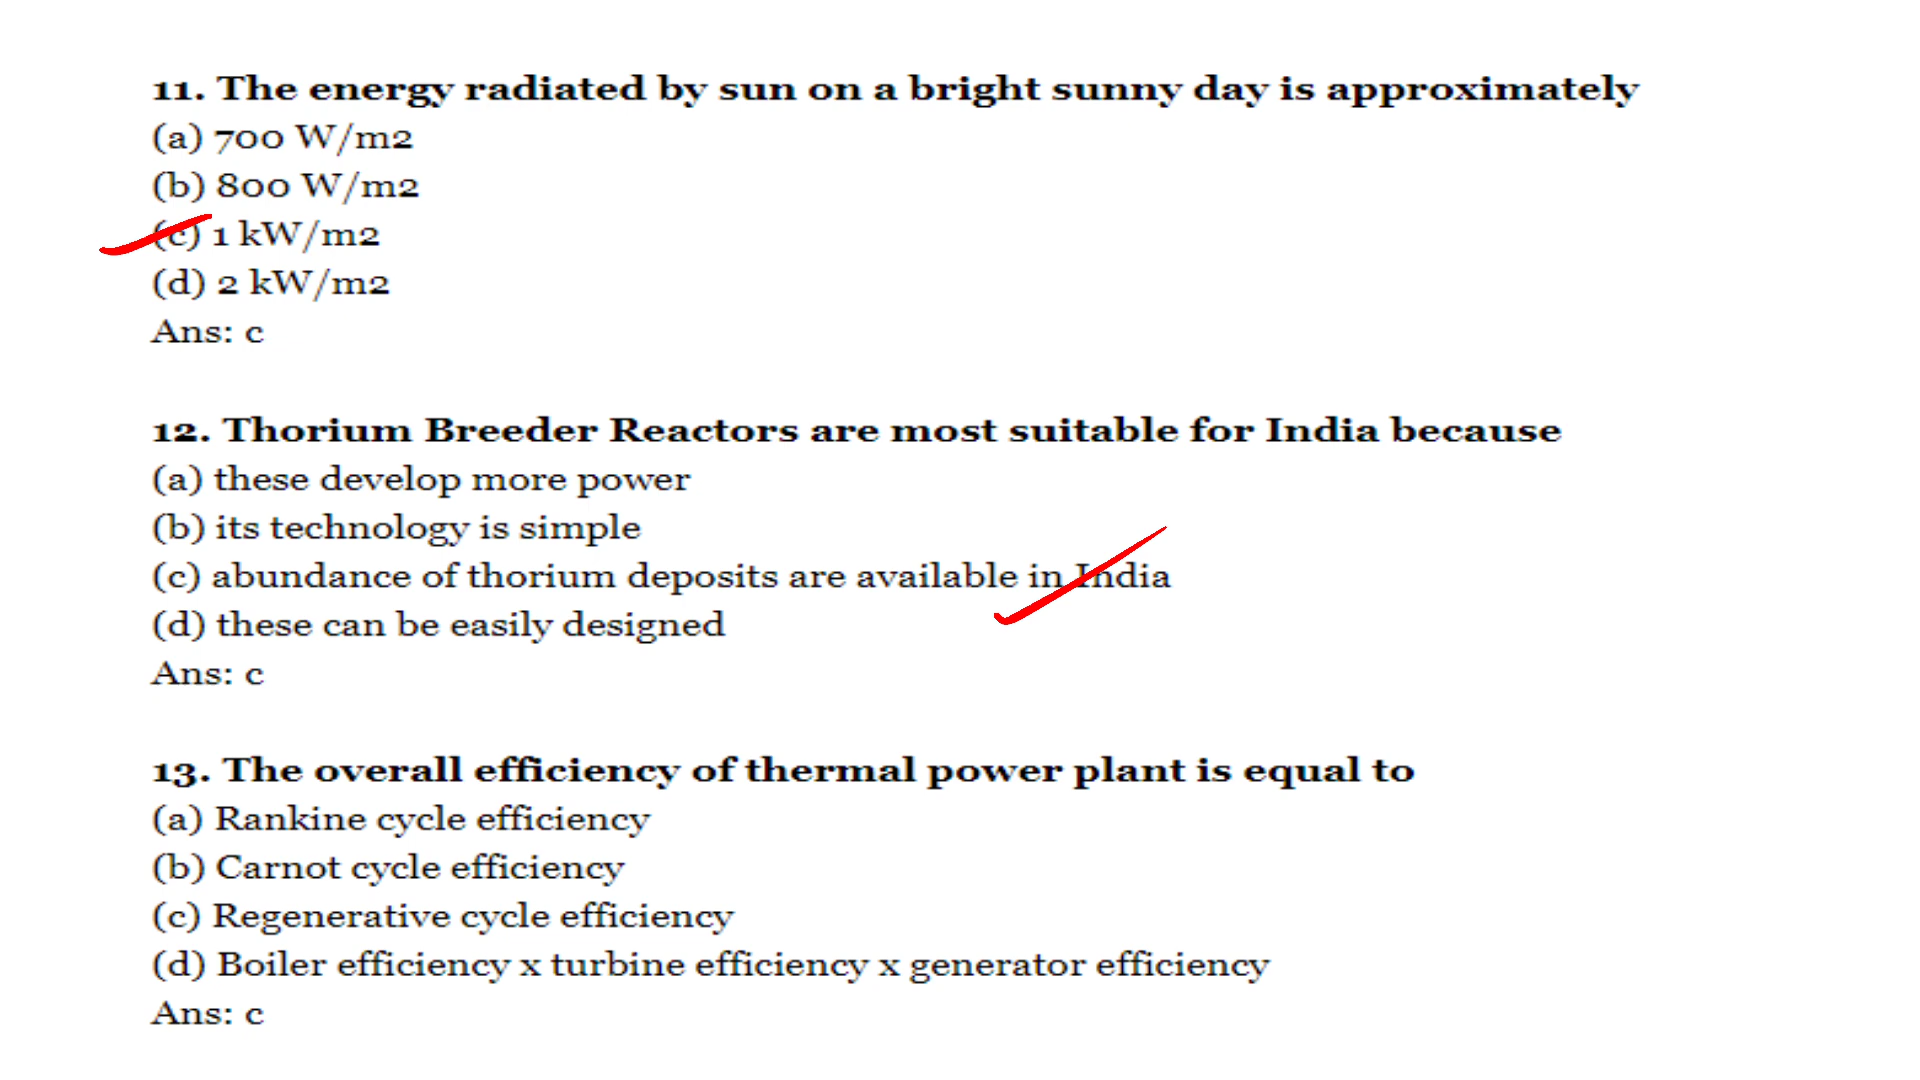 11. The energy radiated by sun on a bright sunny day is approximately
(a) 700 W/m2
(b) 800 W/m2
(c) 1 kW/m2
(d) 2 kW/m2
Ans: c
12. Thorium Breeder Reactors are most suitable for India because
(a) these develop more power
(b) its technology is simple
(c) abundance of thorium deposits are available in India
(d) these can be easily designed
Ans: c
13. The overall efficiency of thermal power plant is equal to
(a) Rankine cycle efficiency
(b) Carnot cycle efficiency
(c) Regenerative cycle efficiency
(d) Boiler efficiency x turbine efficiency x generator efficiency
Ans: c